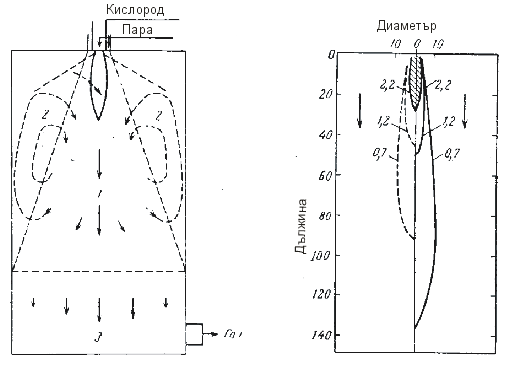 Кислород
Пара
2
2
1
3
Газ
Диаметър
10 0 10
Дължина
0
20
40
60
80
100
120
140
2,2 2,2
1,2 1,2
0,7 0,7